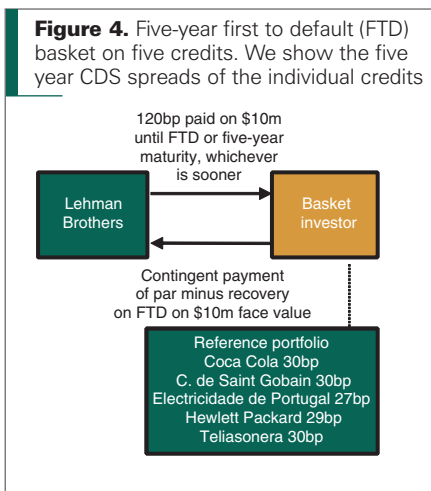 Figure 4. Five-year first to default (FTD)
basket on five credits. We show the five
year CDS spreads of the individual credits
120bp paid on $10m
until FTD or five-year
maturity, whichever
is sooner
Lehman
Brothers
Basket
investor
Contingent payment
of par minus recovery
on FTD on $10m face value
Reference portfolio
Coca Cola 30bp
C. de Saint Gobain 30bp
Electricidade de Portugal 27bp
Hewlett Packard 29bp
Teliasonera 30bp